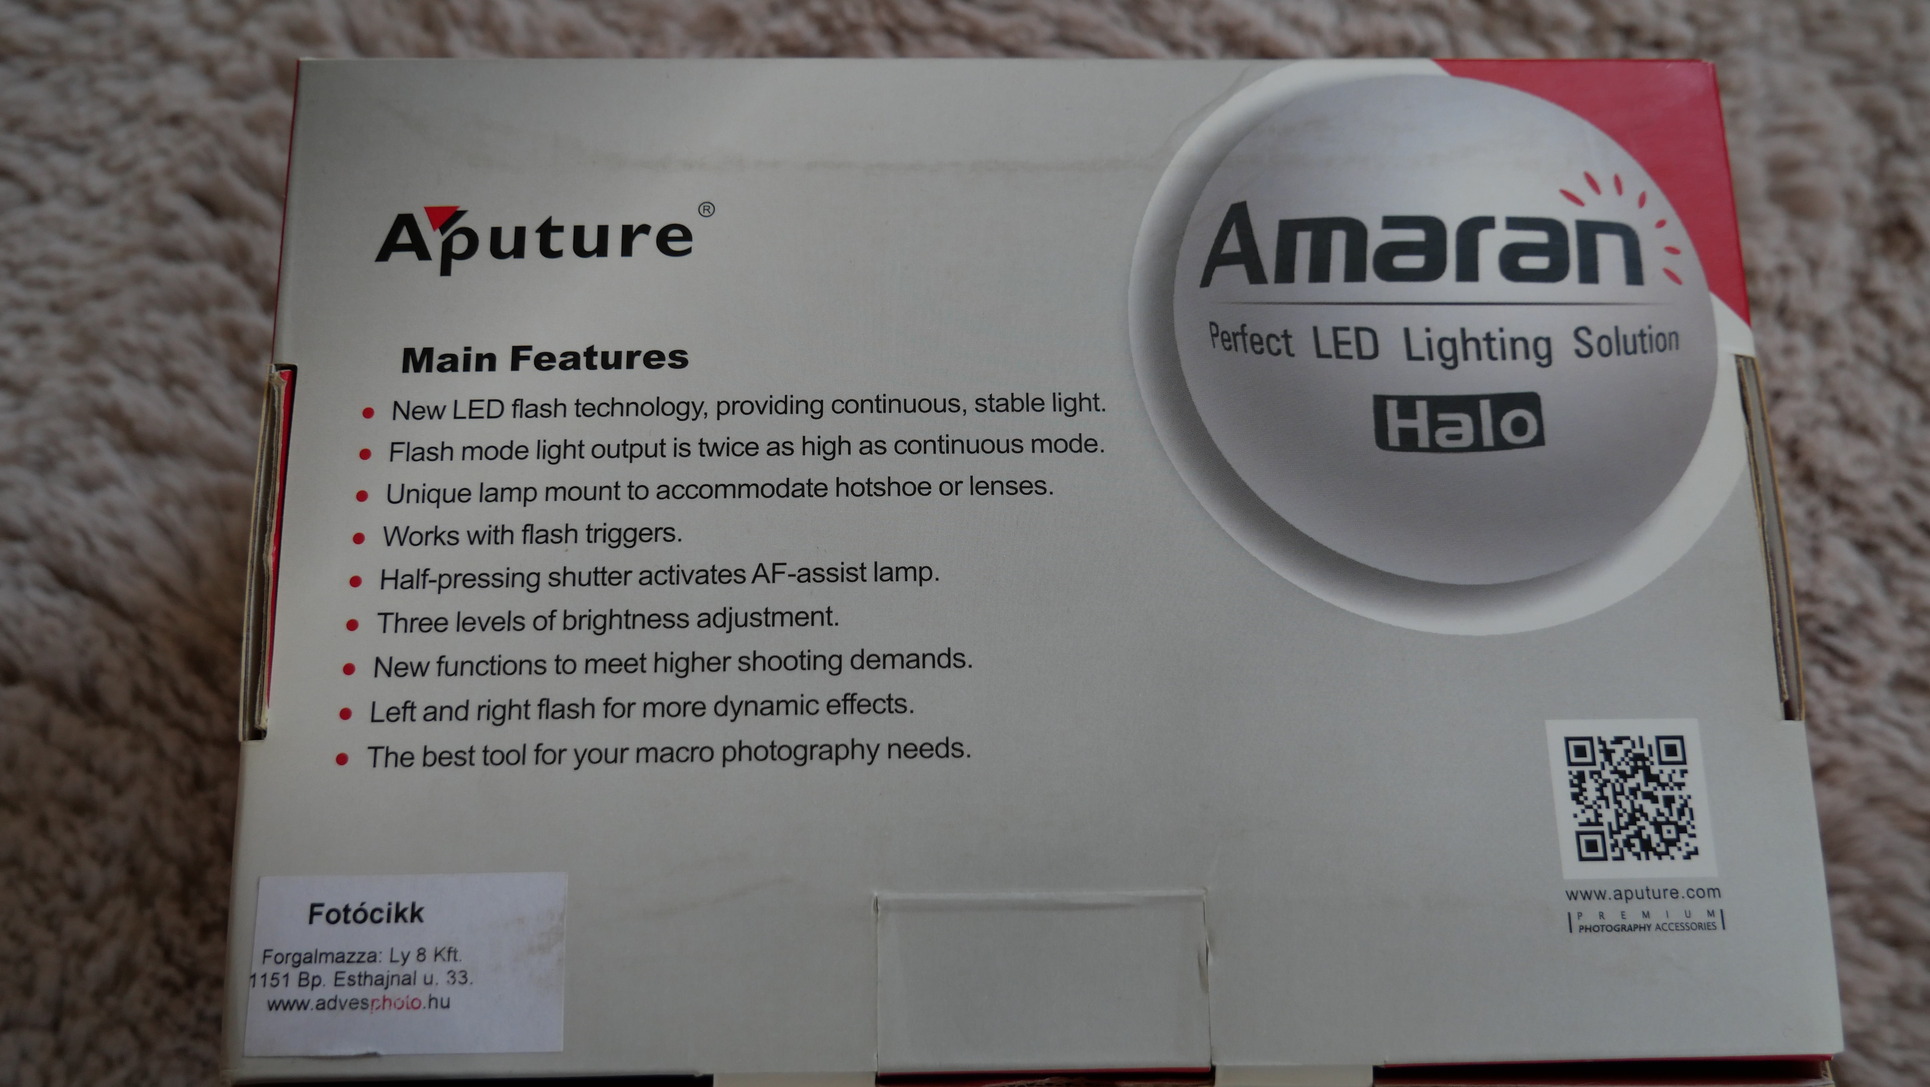 Aputure®
Amaran
Perfect LED Lighting Solution
Halo
Main Features
• New LED flash technology, providing continuous, stable light.
• Flash mode light output is twice as high as continuous mode.
• Unique lamp mount to accommodate hotshoe or lenses.
• Works with flash triggers.
• Half-pressing shutter activates AF-assist lamp.
• Three levels of brightness adjustment.
• New functions to meet higher shooting demands.
• Left and right flash for more dynamic effects.
• The best tool for your macro photography needs.
www.aputure.com
PREMIUM
PHOTOGRAPHY ACCESSORIES
Fotócikk
Forgalmazza: Ly 8 Kft.
1151 Bp. Esthajnal u. 33.
www.advesphoto.hu